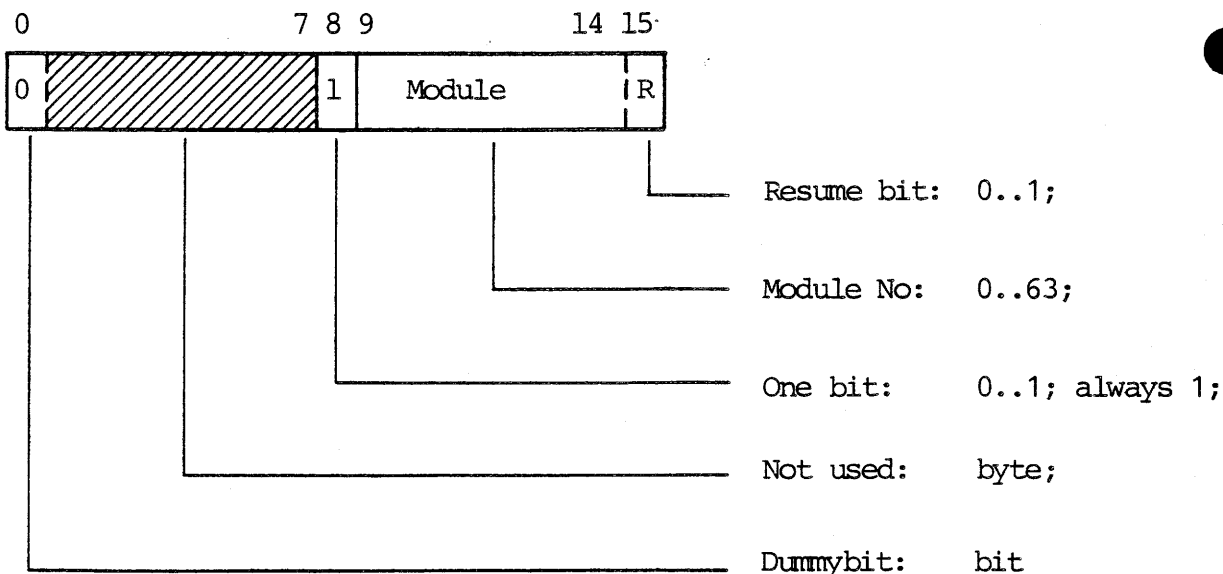 0 7 8 9 14 15
0 1 Module R
Resume bit: 0..1;
Module No: 0..63;
One bit: 0..1; always 1;
Not used: byte;
Dummybit: bit